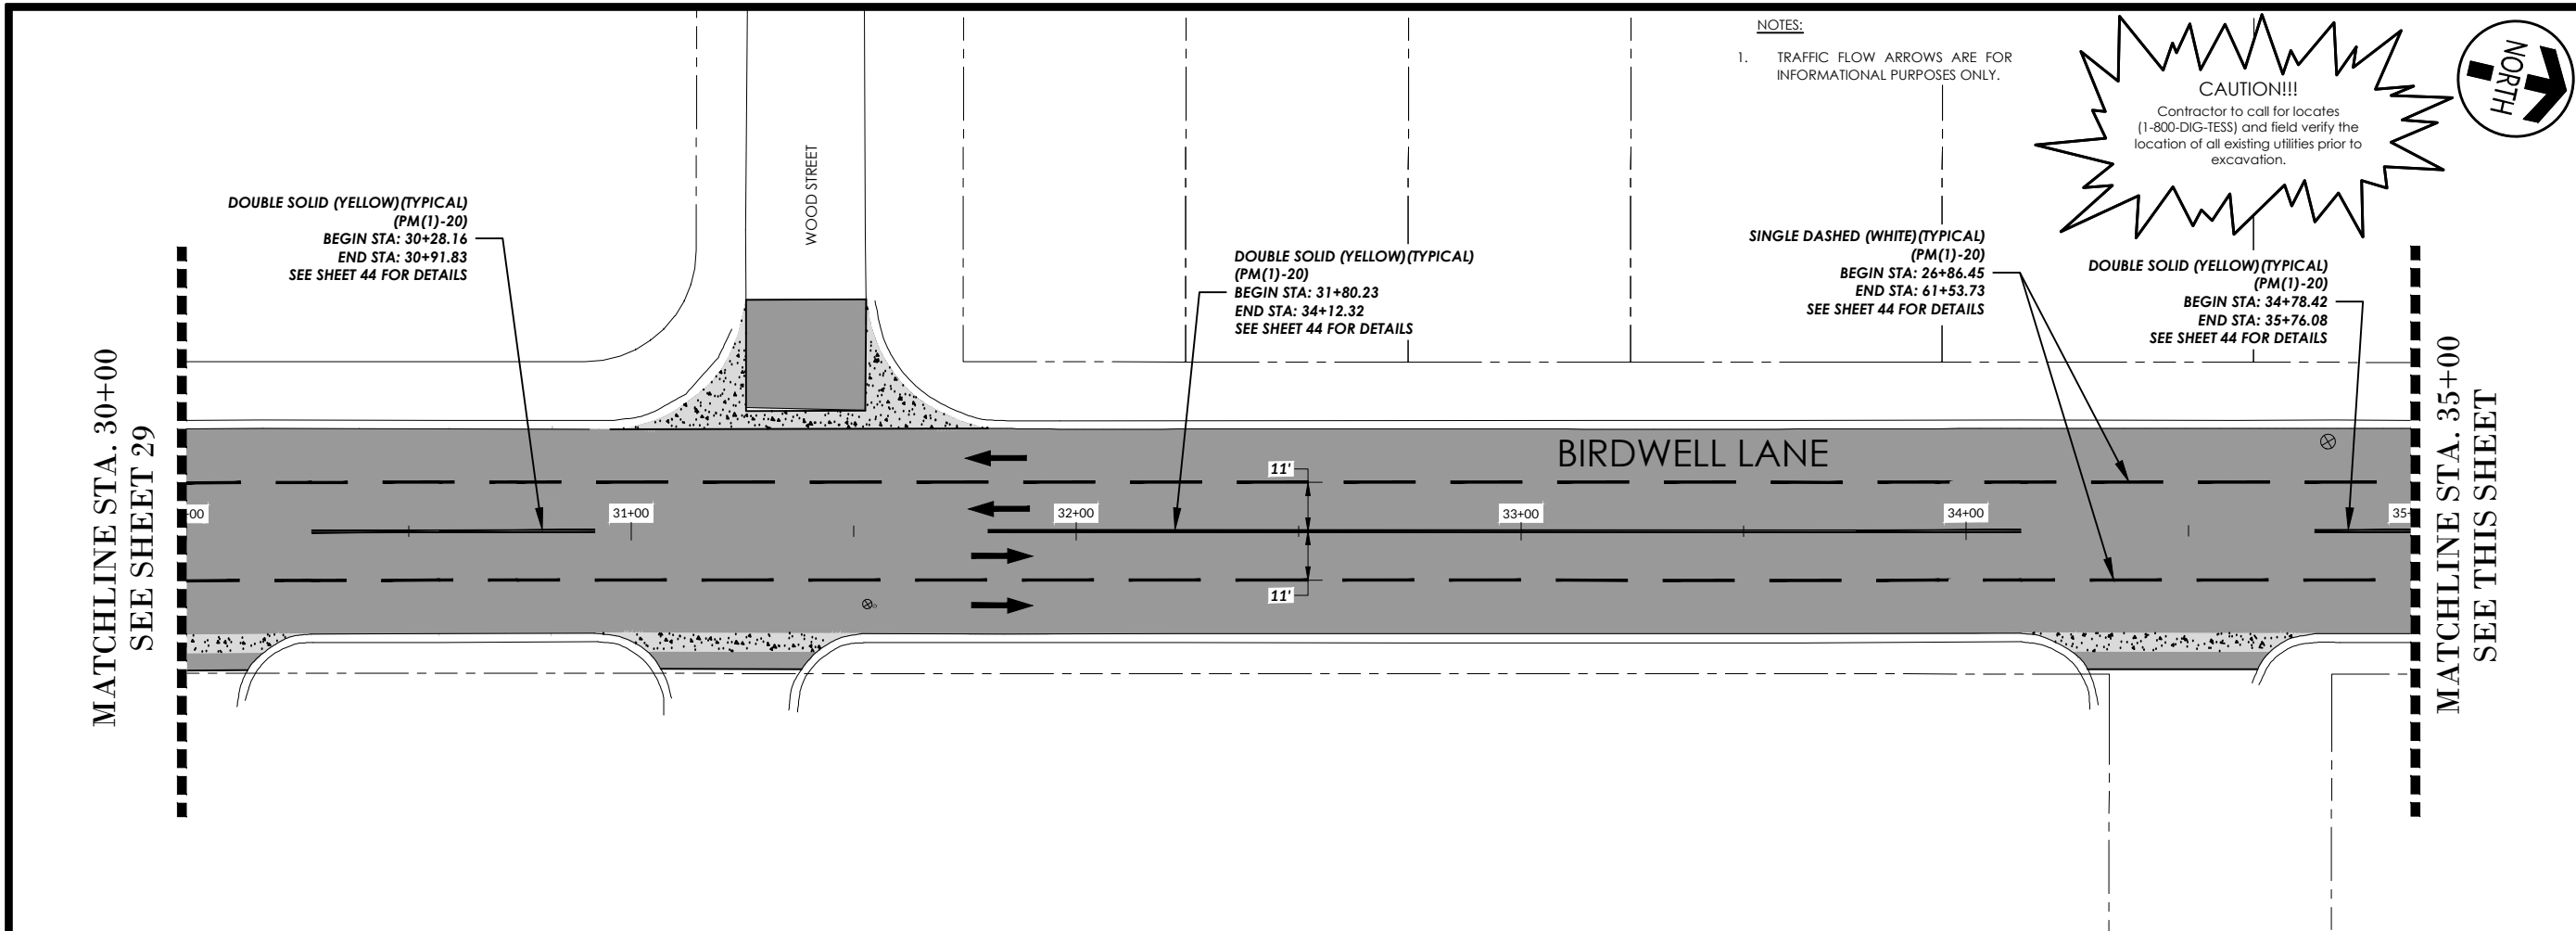 NOTES:
1. TRAFFIC FLOW ARROWS ARE FOR
INFORMATIONAL PURPOSES ONLY.
CAUTION!!!
Contractor to call for locates
(1-800-DIG-TESS) and field verify the
location of all existing utilities prior to
excavation.
NORTH
WOOD STREET
DOUBLE SOLID (YELLOW)(TYPICAL)
(PM(1)-20)
BEGIN STA: 30+28.16
END STA: 30+91.83
SEE SHEET 44 FOR DETAILS
DOUBLE SOLID (YELLOW)(TYPICAL)
(PM(1)-20)
BEGIN STA: 31+80.23
END STA: 34+12.32
SEE SHEET 44 FOR DETAILS
SINGLE DASHED (WHITE)(TYPICAL)
(PM(1)-20)
BEGIN STA: 26+86.45
END STA: 61+53.73
SEE SHEET 44 FOR DETAILS
DOUBLE SOLID (YELLOW)(TYPICAL)
(PM(1)-20)
BEGIN STA: 34+78.42
END STA: 35+76.08
SEE SHEET 44 FOR DETAILS
MATCHLINE STA. 30+00
SEE SHEET 29
BIRDWELL LANE
11'
+00
31+00
32+00
33+00
34+00
35+
11'
MATCHLINE STA. 35+00
SEE THIS SHEET